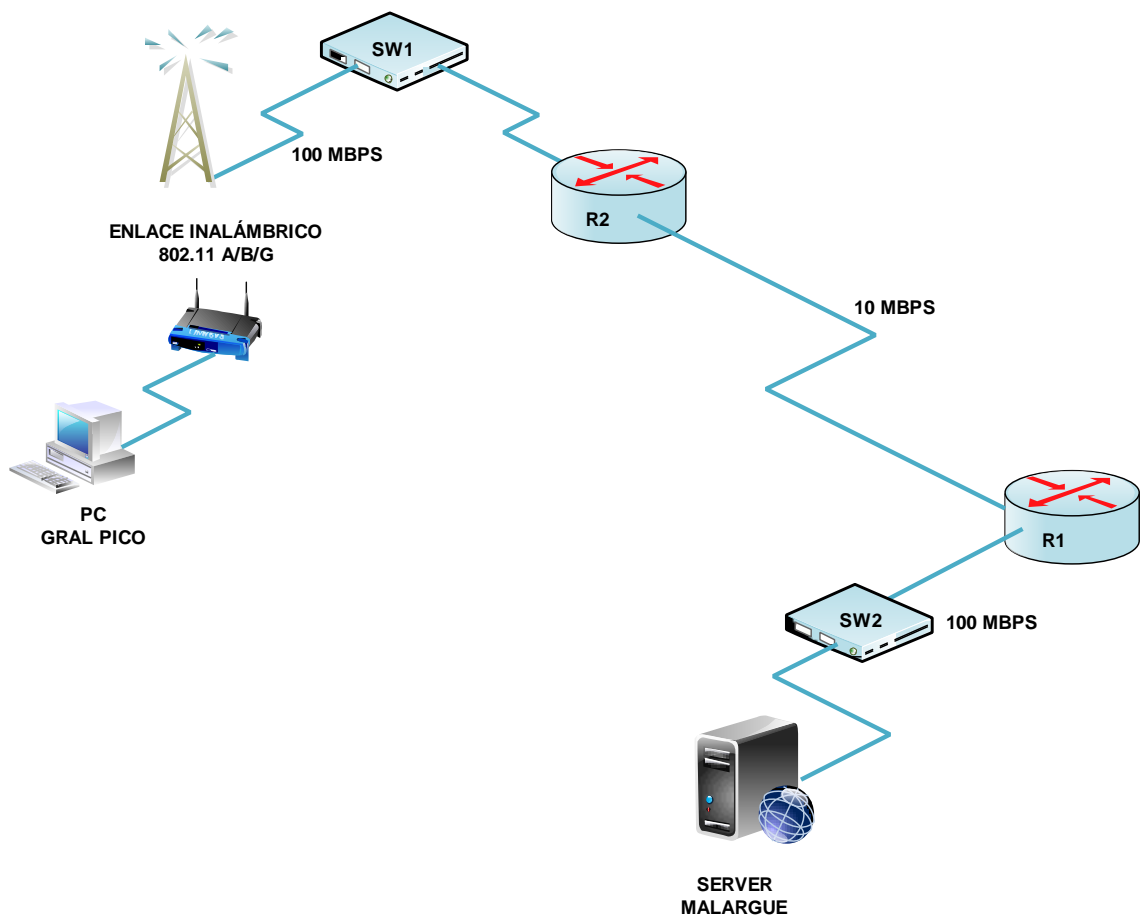 SW1
100 MBPS
R2
ENLACE INALÁMBRICO
802.11 A/B/G
10 MBPS
PC
GRAL PICO
R1
SW2
100 MBPS
SERVER
MALARGUE